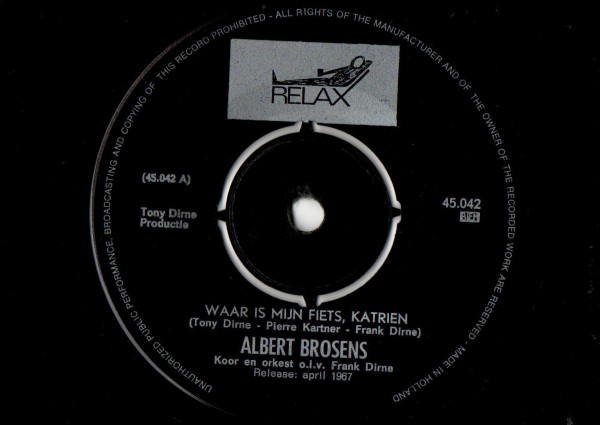 UNAUTHORIZED PUBLIC PERFORMANCE, BROADCASTING AND COPYING OF THIS RECORD PROHIBITED - ALL RIGHTS OF THE MANUFACTURER AND OF THE OWNER OF THE RECORDED WORK ARE RESERVED - MADE IN HOLLAND
RELAX
(45.042 A)
Tony Dirne
Productie
45.042
BIEM
WAAR IS MIJN FIETS, KATRIEN
(Tony Dirne - Pierre Kartner - Frank Dirne)
ALBERT BROSENS
Koor en orkest o.l.v. Frank Dirne
Release: april 1967